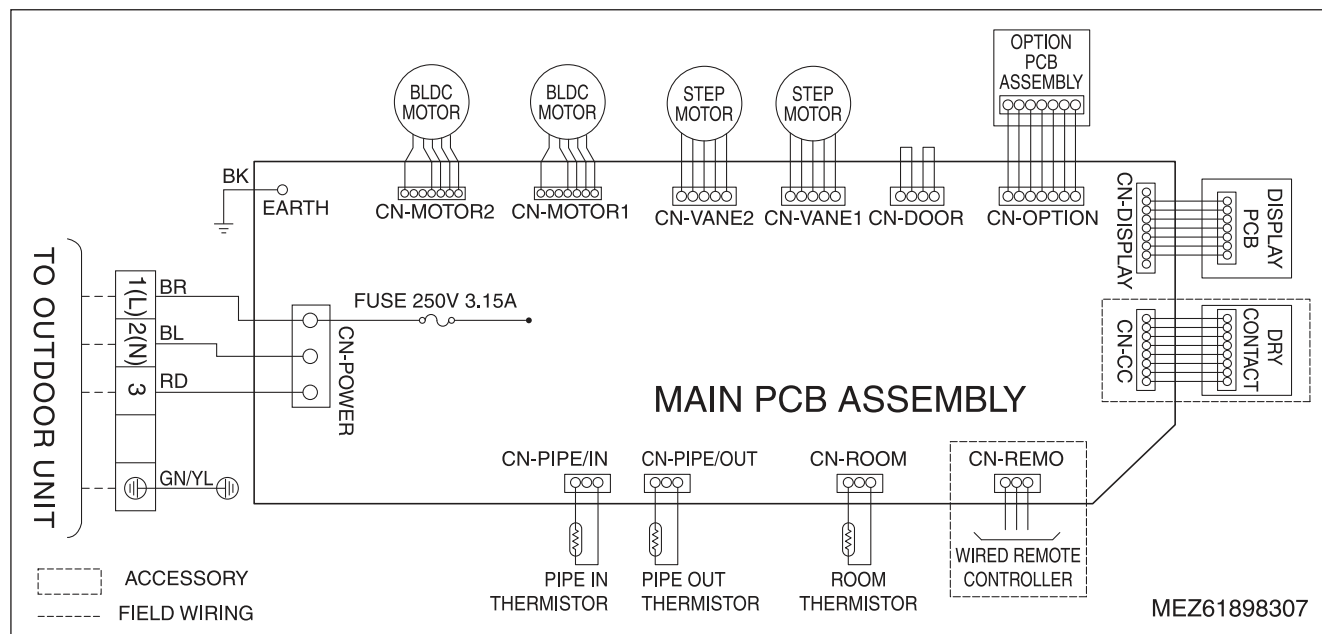 OPTION
PCB
ASSEMBLY
BLDC
MOTOR
BLDC
MOTOR
STEP
MOTOR
STEP
MOTOR
BK
EARTH
CN-MOTOR2
CN-MOTOR1
CN-VANE2
CN-VANE1
CN-DOOR
CN-OPTION
CN-DISPLAY
DISPLAY
PCB
TO OUTDOOR UNIT
1(L)
2(N)
3
BR
BL
RD
GN/YL
CN-POWER
FUSE 250V 3.15A
CN-CC
DRY
CONTACT
MAIN PCB ASSEMBLY
CN-PIPE/IN
CN-PIPE/OUT
CN-ROOM
CN-REMO
PIPE IN
THERMISTOR
PIPE OUT
THERMISTOR
ROOM
THERMISTOR
WIRED REMOTE
CONTROLLER
ACCESSORY
FIELD WIRING
MEZ61898307